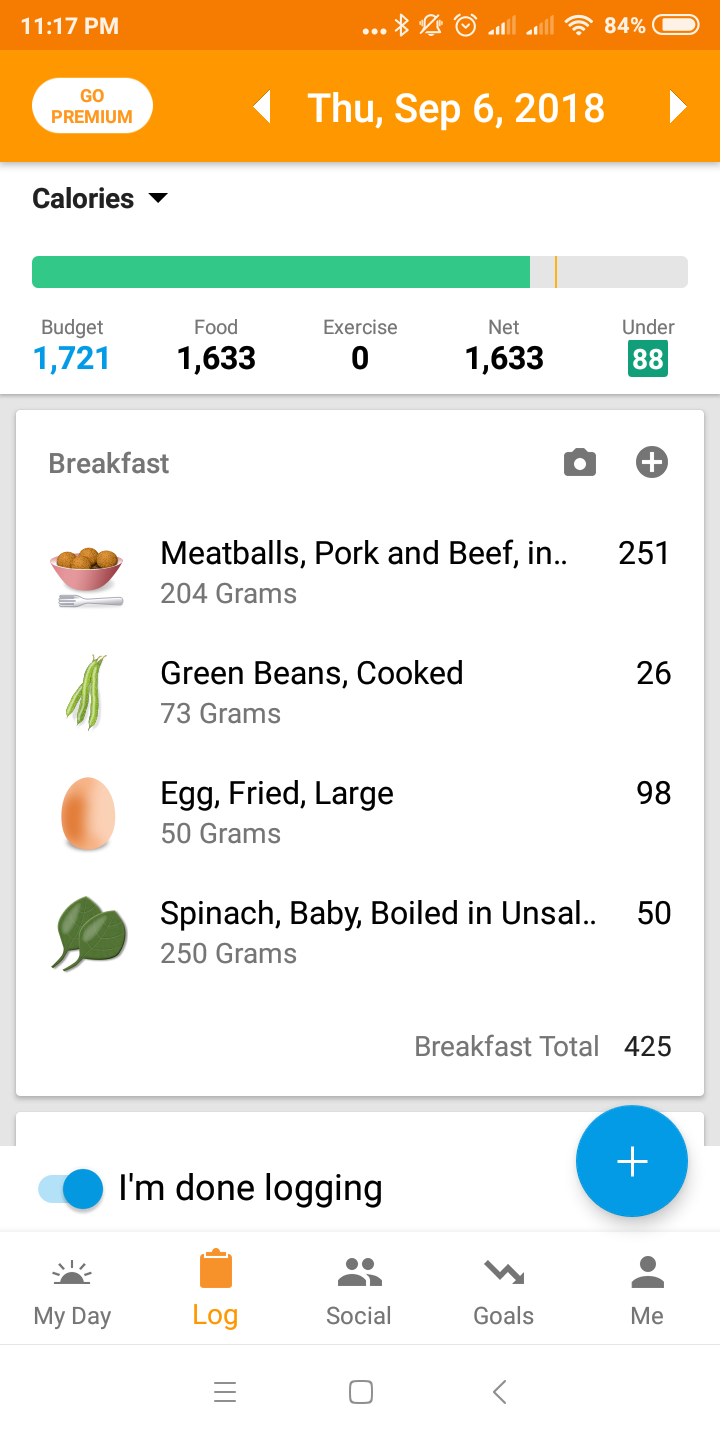 11:17 PM
84%
GO
PREMIUM
Thu, Sep 6, 2018
Calories
Budget Food Exercise Net Under
1,721 1,633 0 1,633 88
Breakfast
Meatballs, Pork and Beef, in.. 251
204 Grams
Green Beans, Cooked 26
73 Grams
Egg, Fried, Large 98
50 Grams
Spinach, Baby, Boiled in Unsal.. 50
250 Grams
Breakfast Total 425
I'm done logging
My Day Log Social Goals Me